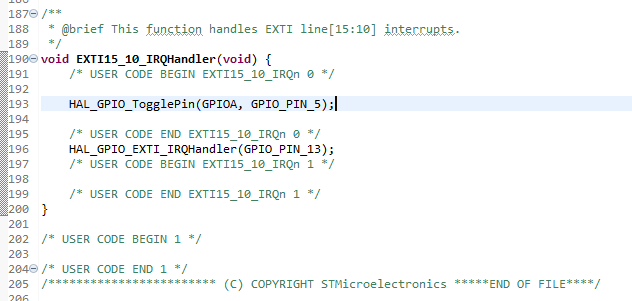 187 /**
188  * @brief This function handles EXTI line[15:10] interrupts.
189  */
190 void EXTI15_10_IRQHandler(void) {
191     /* USER CODE BEGIN EXTI15_10_IRQn 0 */
192
193     HAL_GPIO_TogglePin(GPIOA, GPIO_PIN_5);
194
195     /* USER CODE END EXTI15_10_IRQn 0 */
196     HAL_GPIO_EXTI_IRQHandler(GPIO_PIN_13);
197     /* USER CODE BEGIN EXTI15_10_IRQn 1 */
198
199     /* USER CODE END EXTI15_10_IRQn 1 */
200 }
201
202 /* USER CODE BEGIN 1 */
203
204 /* USER CODE END 1 */
205 /************************ (C) COPYRIGHT STMicroelectronics *****END OF FILE****/
206